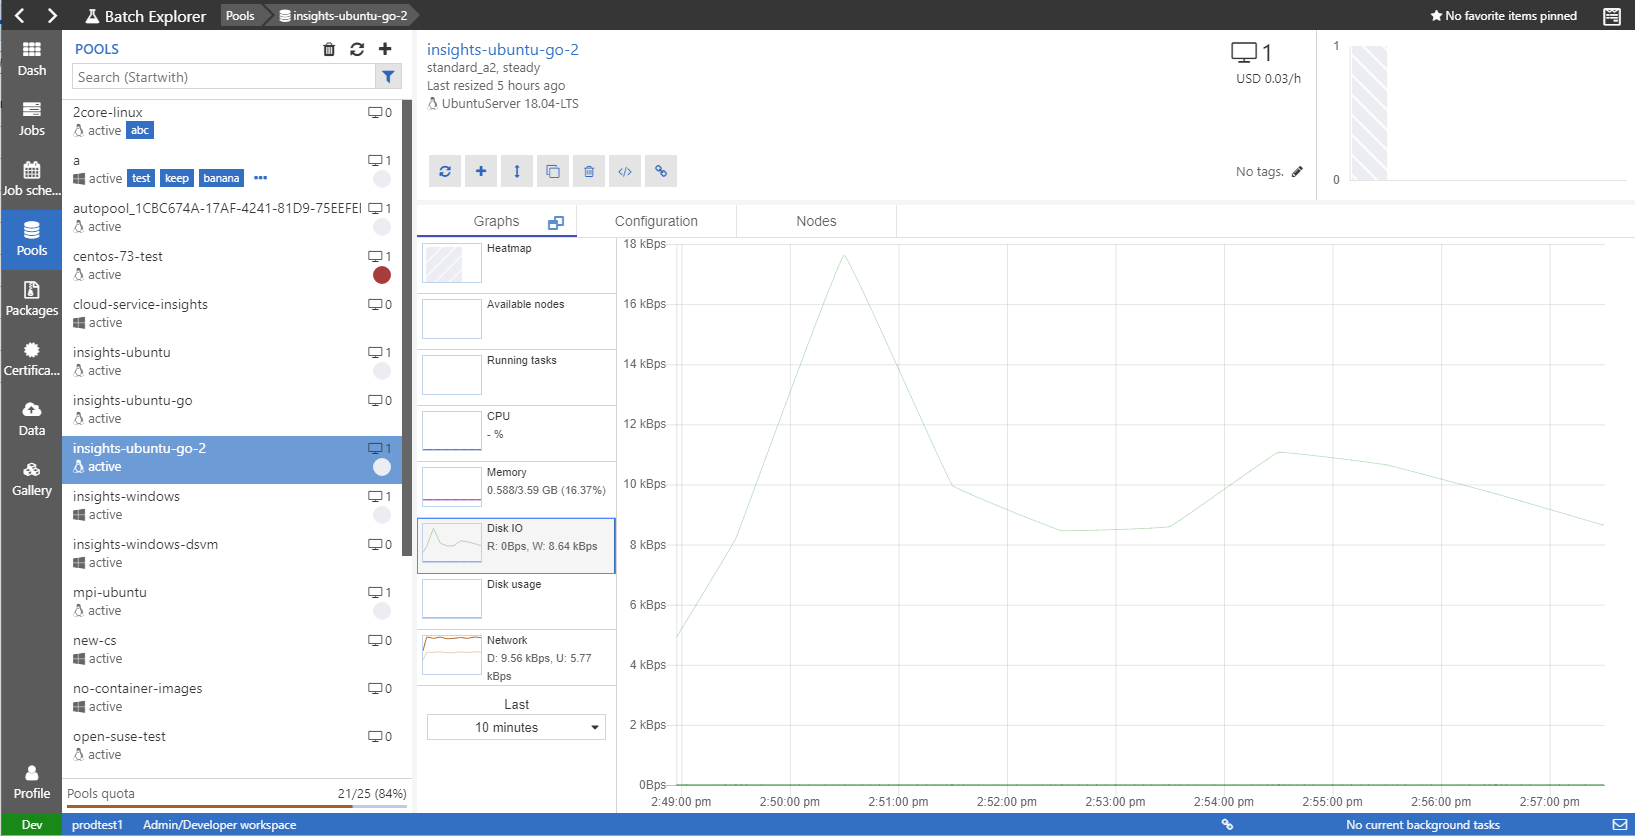 Batch Explorer
Pools
insights-ubuntu-go-2
No favorite items pinned
Dash
Jobs
Job sche...
Pools
Packages
Certifica...
Data
Gallery
Profile
POOLS
Search (Startwith)
2core-linux
0
active
abc
a
1
active
test
keep
banana
autopool_1CBC674A-17AF-4241-81D9-75EEFEI
1
active
centos-73-test
1
active
cloud-service-insights
0
active
insights-ubuntu
1
active
insights-ubuntu-go
0
active
insights-ubuntu-go-2
1
active
insights-windows
1
active
insights-windows-dsvm
0
active
mpi-ubuntu
1
active
new-cs
0
active
no-container-images
0
active
open-suse-test
0
active
Pools quota
21/25 (84%)
insights-ubuntu-go-2
standard_a2, steady
Last resized 5 hours ago
UbuntuServer 18.04-LTS
1
USD 0.03/h
No tags.
1
0
Graphs
Configuration
Nodes
Heatmap
Available nodes
Running tasks
CPU
- %
Memory
0.588/3.59 GB (16.37%)
Disk IO
R: 0Bps, W: 8.64 kBps
Disk usage
Network
D: 9.56 kBps, U: 5.77
kBps
Last
10 minutes
18 kBps
16 kBps
14 kBps
12 kBps
10 kBps
8 kBps
6 kBps
4 kBps
2 kBps
0Bps
2:49:00 pm
2:50:00 pm
2:51:00 pm
2:52:00 pm
2:53:00 pm
2:54:00 pm
2:55:00 pm
2:56:00 pm
2:57:00 pm
Dev
prodtest1
Admin/Developer workspace
No current background tasks